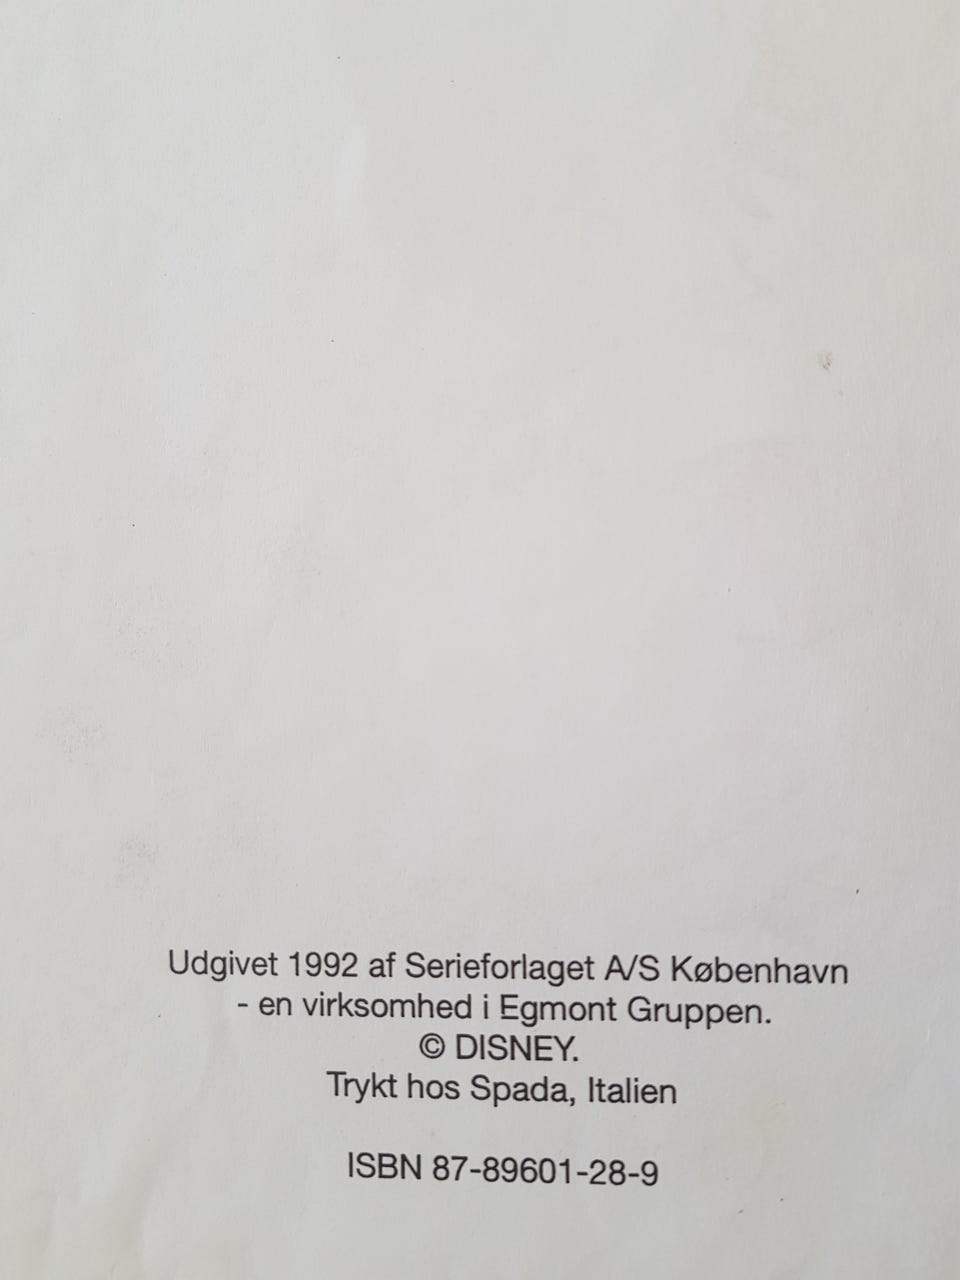 Udgivet 1992 af Serieforlaget A/S København
- en virksomhed i Egmont Gruppen.
© DISNEY.
Trykt hos Spada, Italien
ISBN 87-89601-28-9